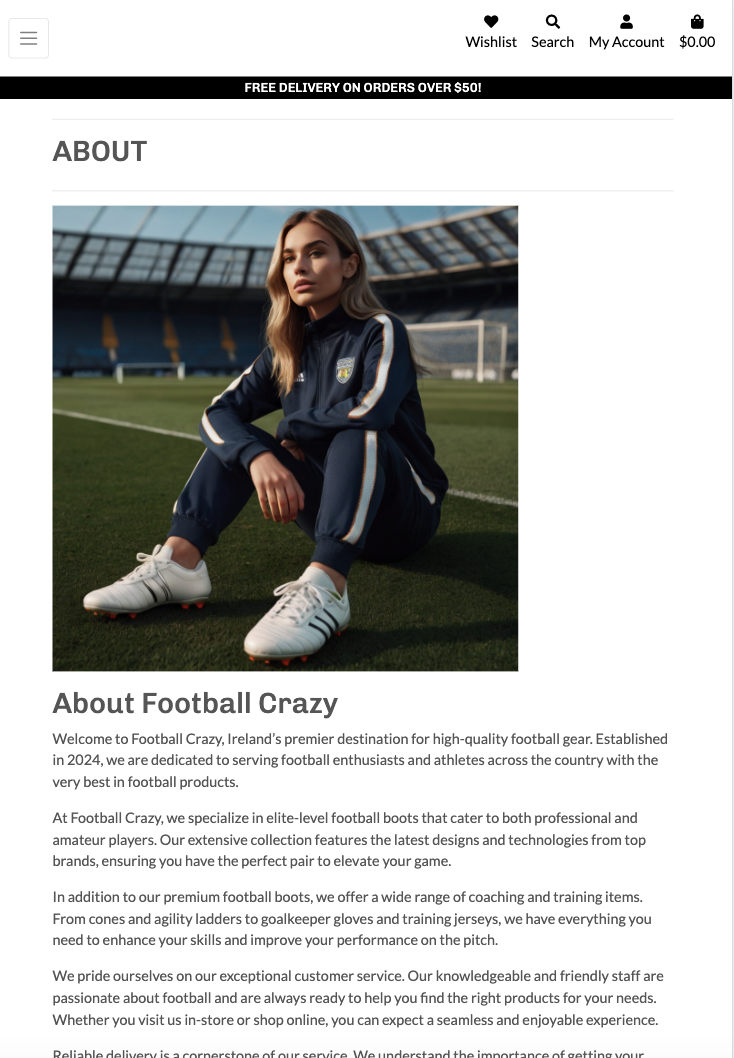 Wishlist Search My Account $0.00
FREE DELIVERY ON ORDERS OVER $50!
ABOUT
About Football Crazy
Welcome to Football Crazy, Ireland’s premier destination for high-quality football gear. Established
in 2024, we are dedicated to serving football enthusiasts and athletes across the country with the
very best in football products.
At Football Crazy, we specialize in elite-level football boots that cater to both professional and
amateur players. Our extensive collection features the latest designs and technologies from top
brands, ensuring you have the perfect pair to elevate your game.
In addition to our premium football boots, we offer a wide range of coaching and training items.
From cones and agility ladders to goalkeeper gloves and training jerseys, we have everything you
need to enhance your skills and improve your performance on the pitch.
We pride ourselves on our exceptional customer service. Our knowledgeable and friendly staff are
passionate about football and are always ready to help you find the right products for your needs.
Whether you visit us in-store or shop online, you can expect a seamless and enjoyable experience.
Reliable delivery is a cornerstone of our service. We understand the importance of getting your